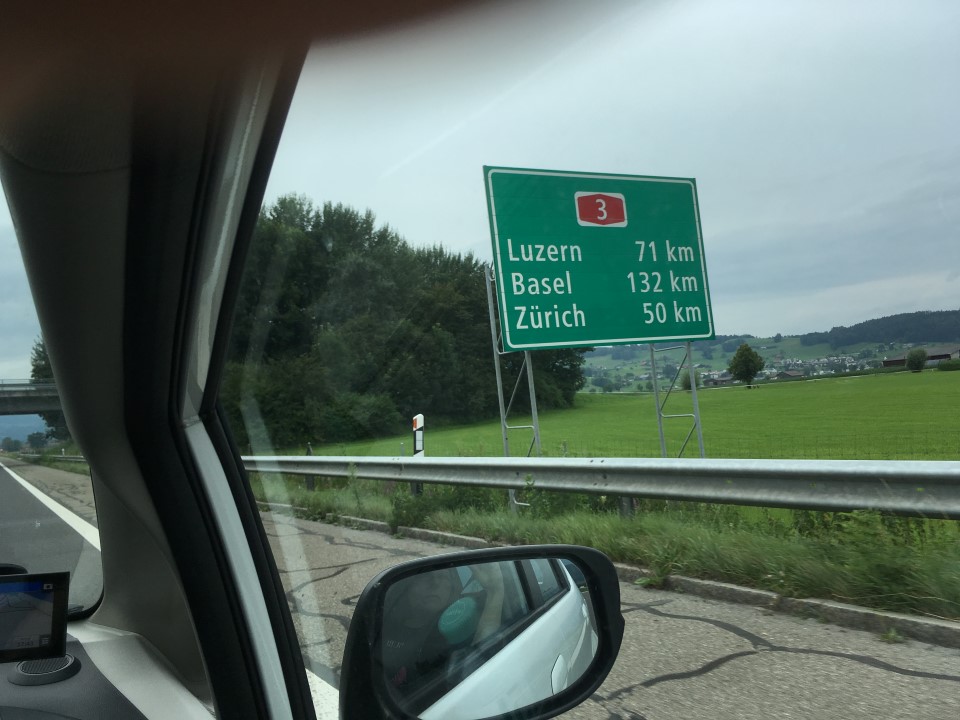 3
Luzern 71 km
Basel 132 km
Zürich 50 km